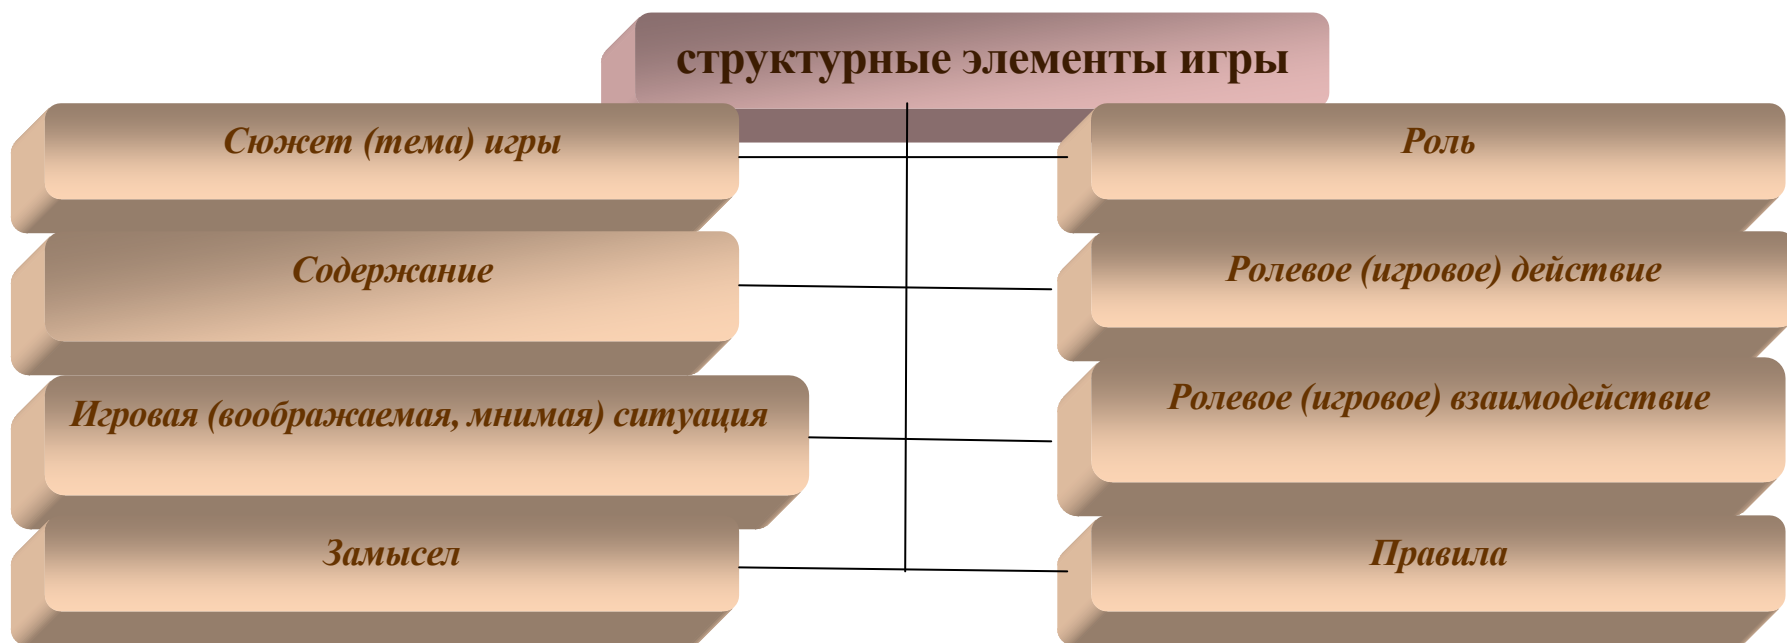 структурные элементы игры
Сюжет (тема) игры
Роль
Содержание
Ролевое (игровое) действие
Игровая (воображаемая, мнимая) ситуация
Ролевое (игровое) взаимодействие
Замысел
Правила